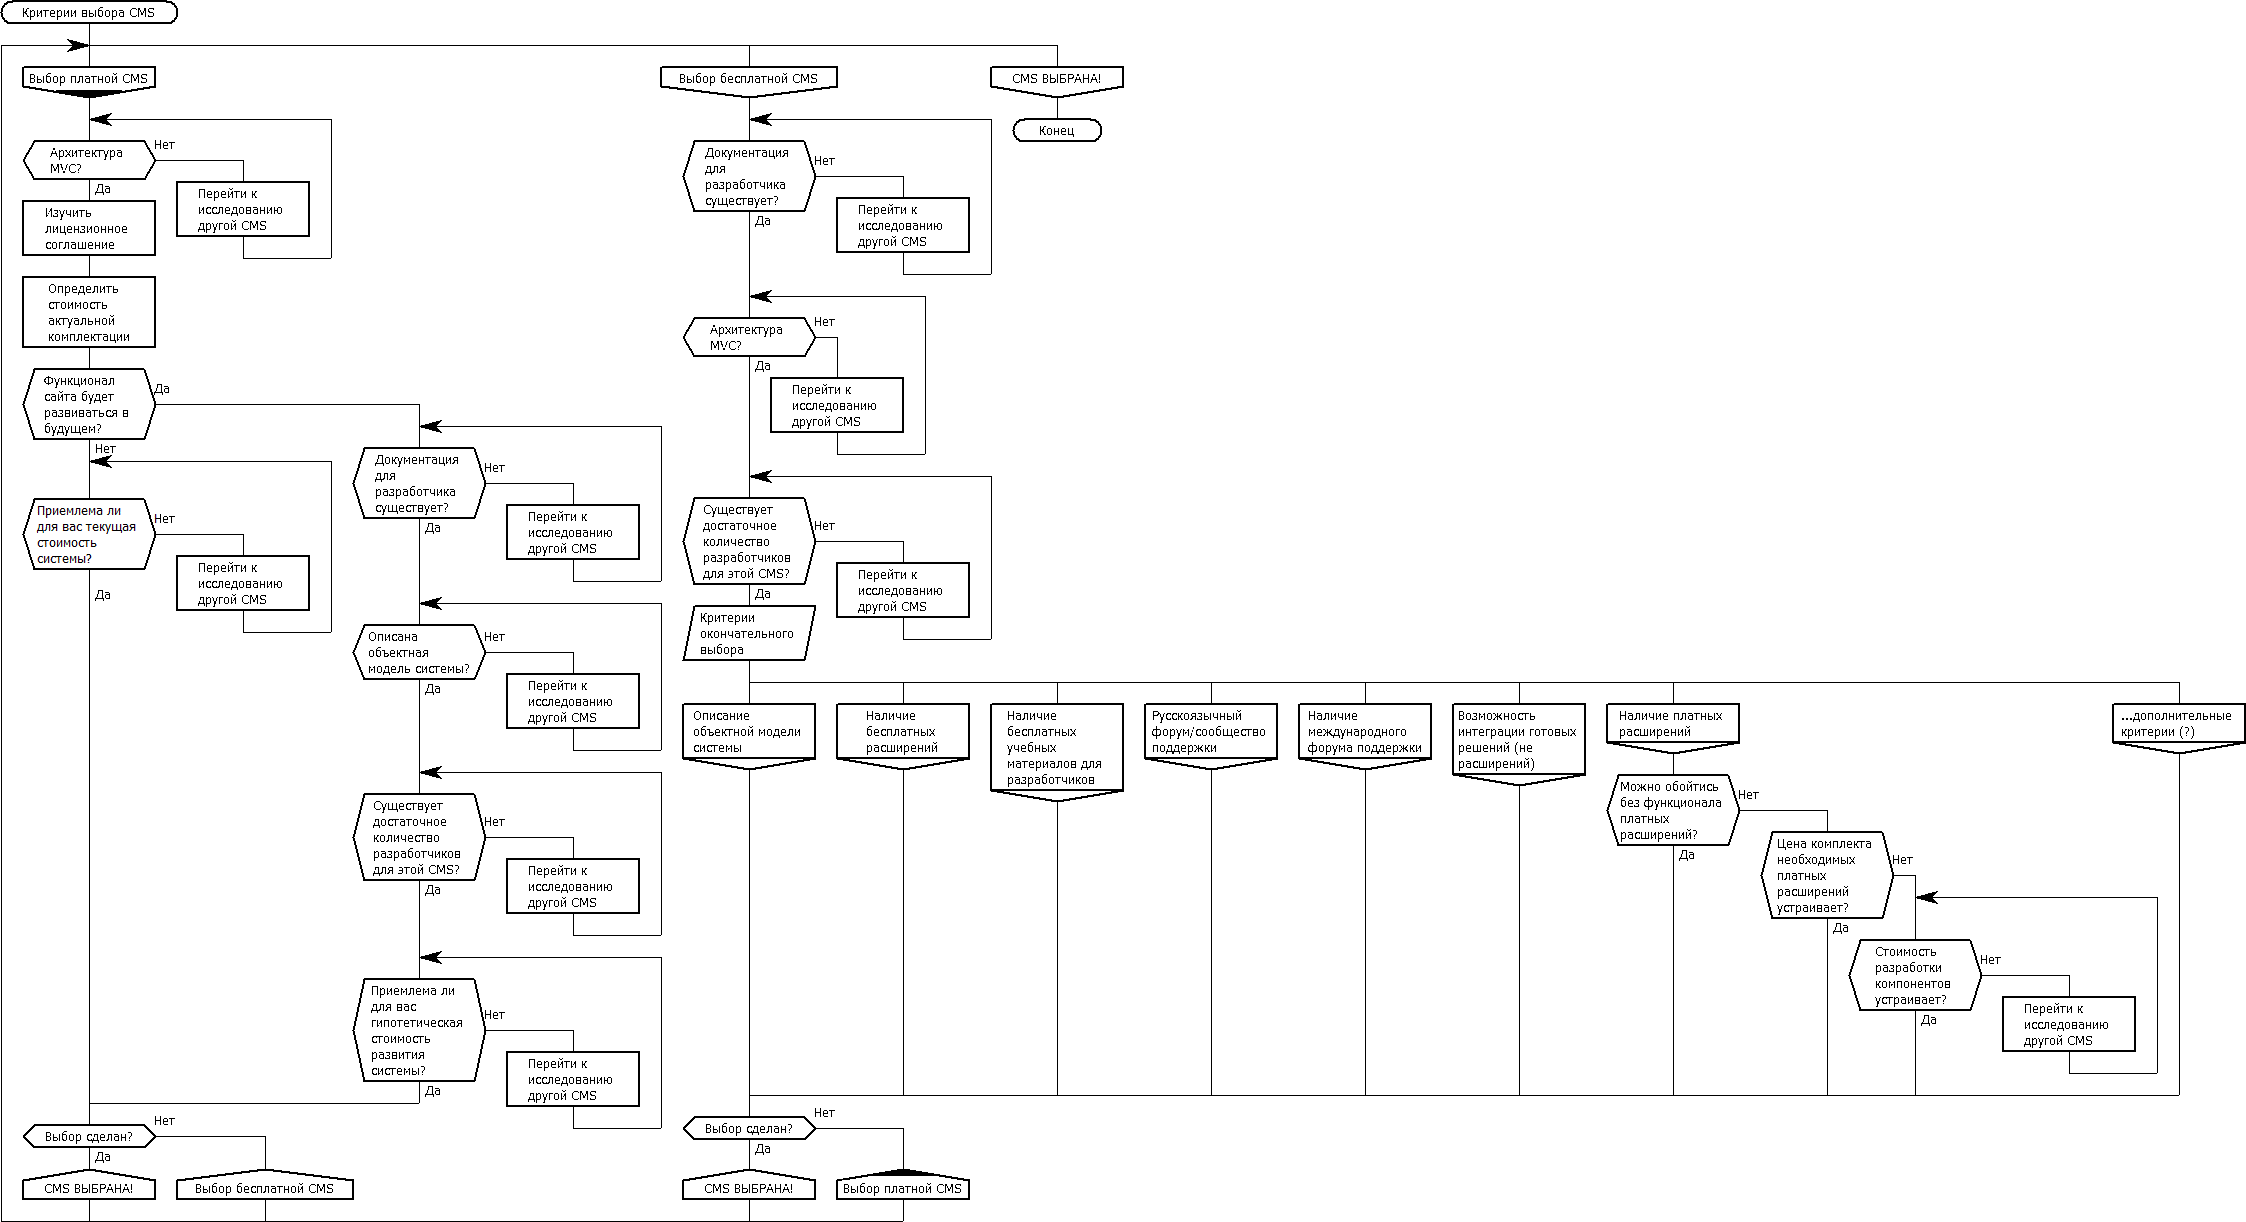 Критерии выбора CMS
Выбор платной CMS
Архитектура
MVC?
Нет
Да
Перейти к
исследованию
другой CMS
Изучить
лицензионное
соглашение
Определить
стоимость
актуальной
комплектации
Функционал
сайта будет
развиваться в
будущем?
Да
Нет
Приемлема ли
для вас текущая
стоимость
системы?
Нет
Да
Перейти к
исследованию
другой CMS
Документация
для
разработчика
существует?
Нет
Да
Перейти к
исследованию
другой CMS
Описана
объектная
модель системы?
Нет
Да
Перейти к
исследованию
другой CMS
Существует
достаточное
количество
разработчиков
для этой CMS?
Нет
Да
Перейти к
исследованию
другой CMS
Приемлема ли
для вас
гипотетическая
стоимость
развития
системы?
Нет
Да
Перейти к
исследованию
другой CMS
Выбор сделан?
Нет
Да
CMS ВЫБРАНА!
Выбор бесплатной CMS
Выбор бесплатной CMS
Документация
для
разработчика
существует?
Нет
Да
Перейти к
исследованию
другой CMS
Архитектура
MVC?
Нет
Да
Перейти к
исследованию
другой CMS
Существует
достаточное
количество
разработчиков
для этой CMS?
Нет
Да
Перейти к
исследованию
другой CMS
Критерии
окончательного
выбора
Описание
объектной модели
системы
Наличие
бесплатных
расширений
Наличие
бесплатных
учебных
материалов для
разработчиков
Русскоязычный
форум/сообщество
поддержки
Наличие
международного
форума поддержки
Возможность
интеграции готовых
решений (не
расширений)
Наличие платных
расширений
Можно обойтись
без функционала
платных
расширений?
Нет
Да
Цена комплекта
необходимых
платных
расширений
устраивает?
Нет
Да
Стоимость
разработки
компонентов
устраивает?
Нет
Да
Перейти к
исследованию
другой CMS
...дополнительные
критерии (?)
Выбор сделан?
Нет
Да
CMS ВЫБРАНА!
Выбор платной CMS
CMS ВЫБРАНА!
Конец